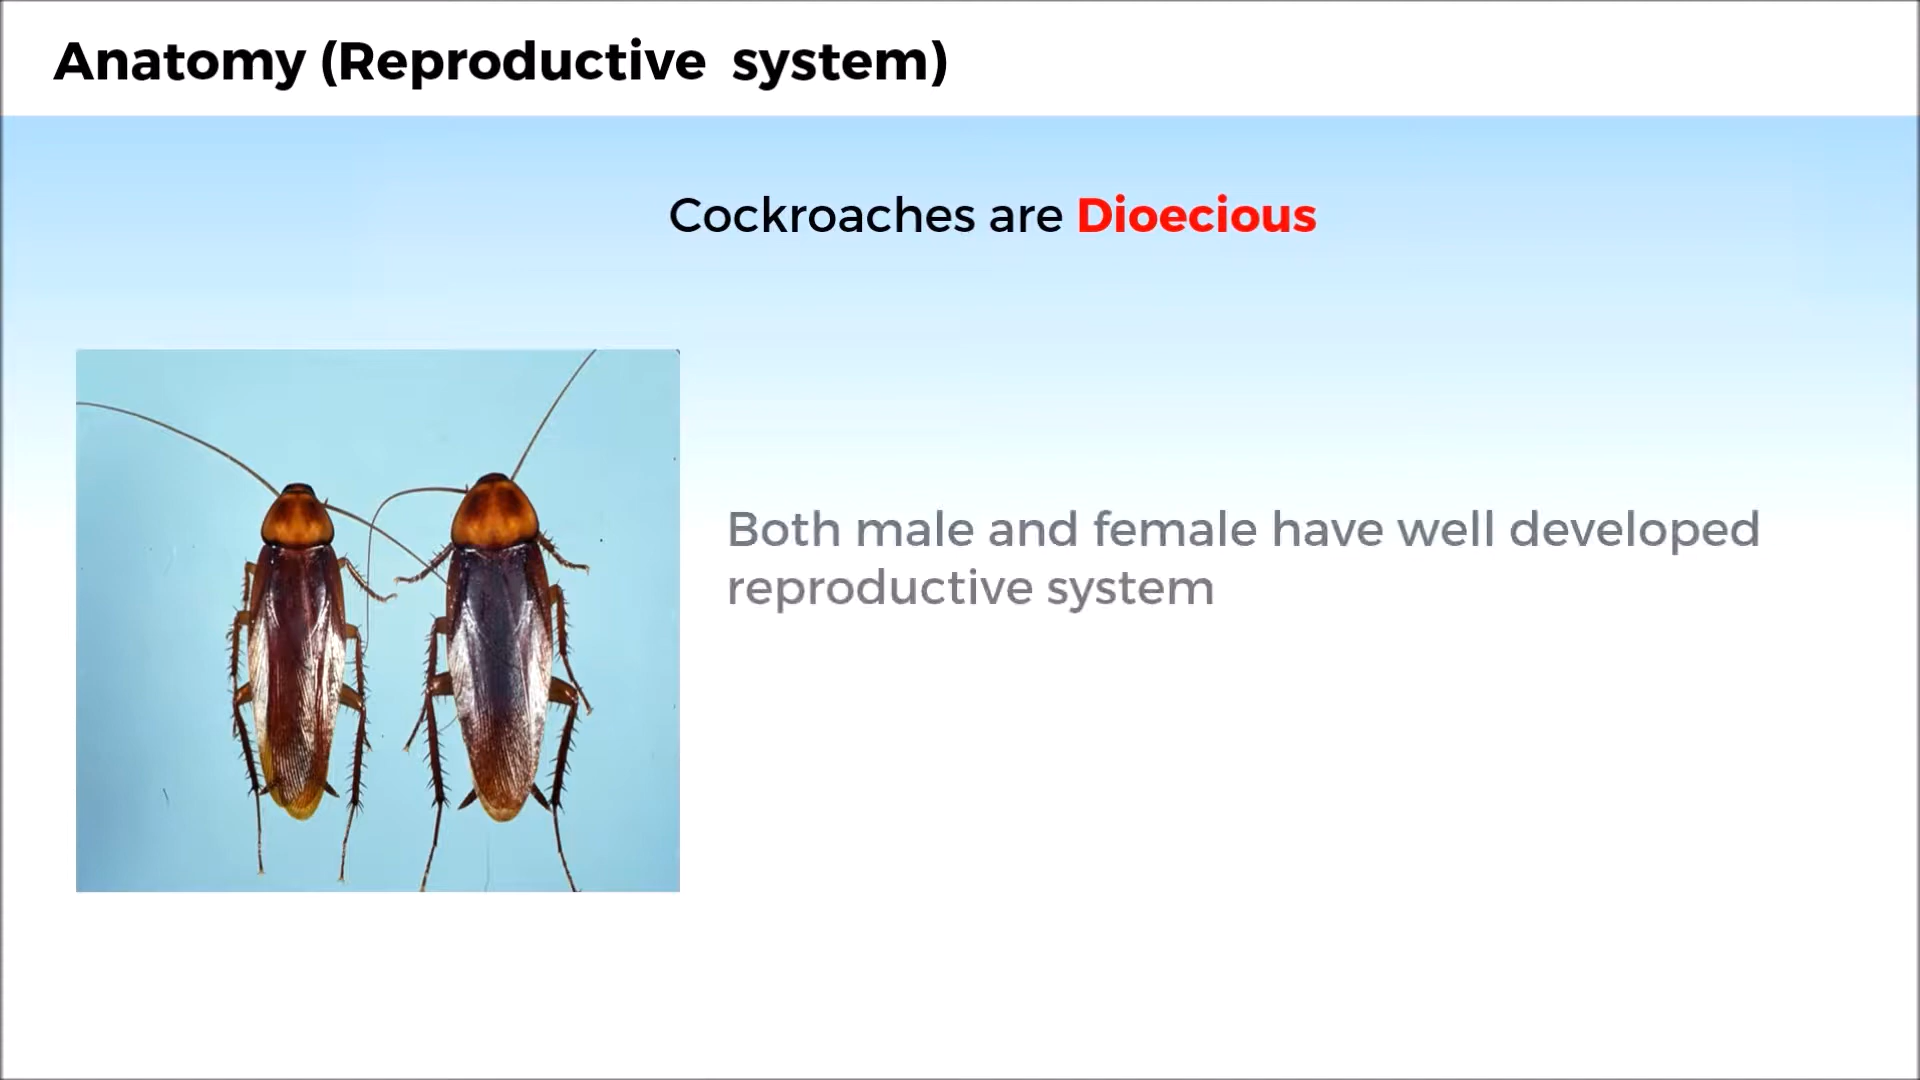 Anatomy (Reproductive system)
Cockroaches are Dioecious
Both male and female have well developed
reproductive system